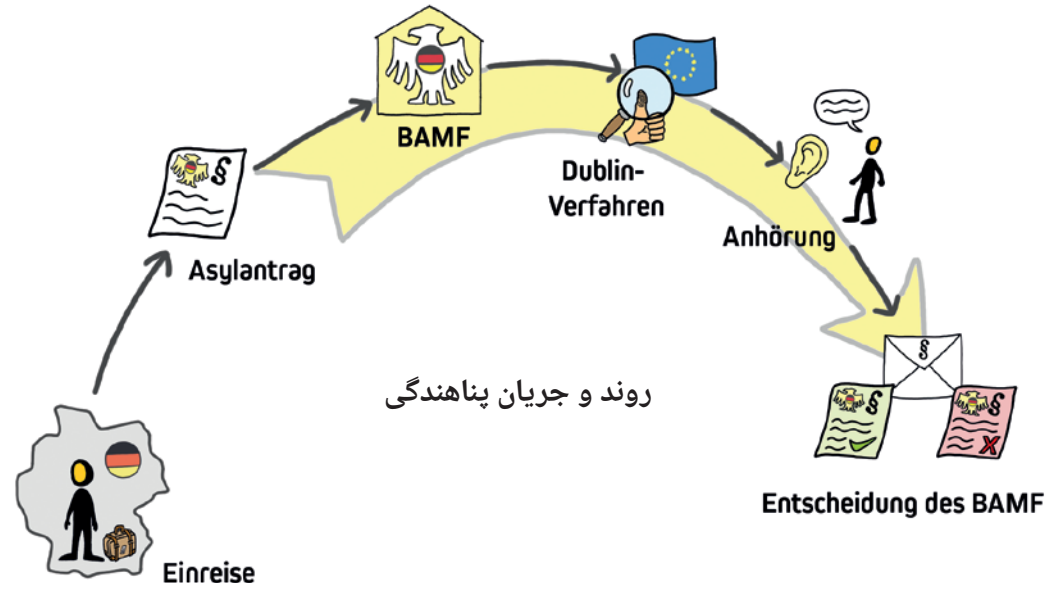 BAMF
Dublin-
Verfahren
Anhörung
Asylantrag
§
روند و جریان پناهندگی
§
§
§
Entscheidung des BAMF
Einreise